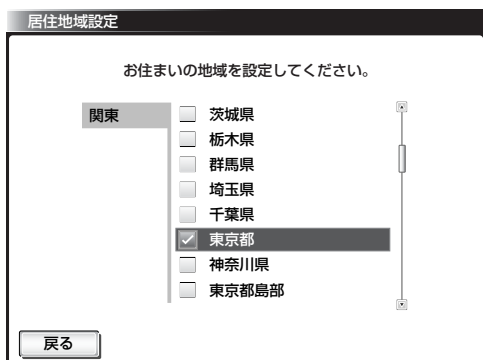 居住地域設定
お住まいの地域を設定してください。
関東
茨城県
栃木県
群馬県
埼玉県
千葉県
東京都
神奈川県
東京都島部
戻る